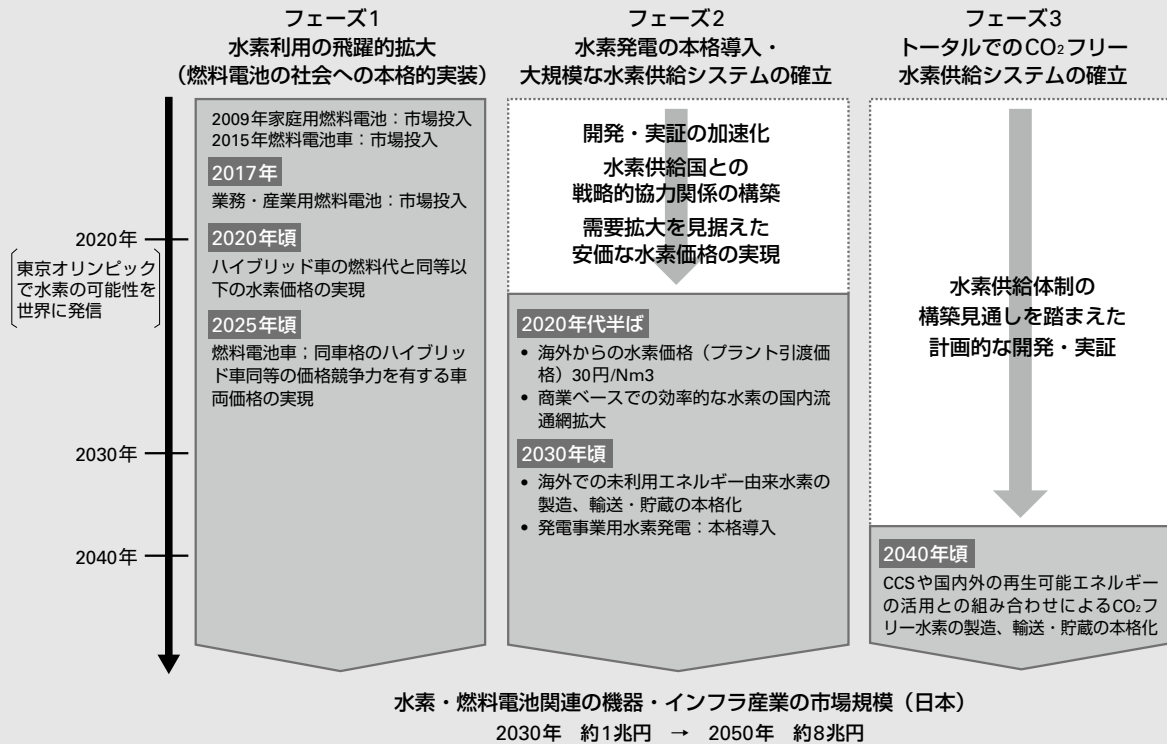 フェーズ1
水素利用の飛躍的拡大
(燃料電池の社会への本格的実装)
2009年家庭用燃料電池：市場投入
2015年燃料電池車：市場投入
2017年
業務・産業用燃料電池：市場投入
2020年頃
ハイブリッド車の燃料代と同等以
下の水素価格の実現
2025年頃
燃料電池車；同車格のハイブリッ
ド車同等の価格競争力を有する車
両価格の実現
フェーズ2
水素発電の本格導入・
大規模な水素供給システムの確立
開発・実証の加速化
水素供給国との
戦略的協力関係の構築
需要拡大を見据えた
安価な水素価格の実現
2020年代半ば
• 海外からの水素価格（プラント引渡価
格）30円/Nm3
• 商業ベースでの効率的な水素の国内流
通網拡大
2030年頃
• 海外での未利用エネルギー由来水素の
製造、輸送・貯蔵の本格化
• 発電事業用水素発電：本格導入
フェーズ3
トータルでのCO₂フリー
水素供給システムの確立
水素供給体制の
構築見通しを踏まえた
計画的な開発・実証
2040年頃
CCSや国内外の再生可能エネルギー
の活用との組み合わせによるCO₂フ
リー水素の製造、輸送・貯蔵の本格化
2020年
東京オリンピック
で水素の可能性を
世界に発信
2030年
2040年
水素・燃料電池関連の機器・インフラ産業の市場規模（日本）
2030年 約1兆円 → 2050年 約8兆円